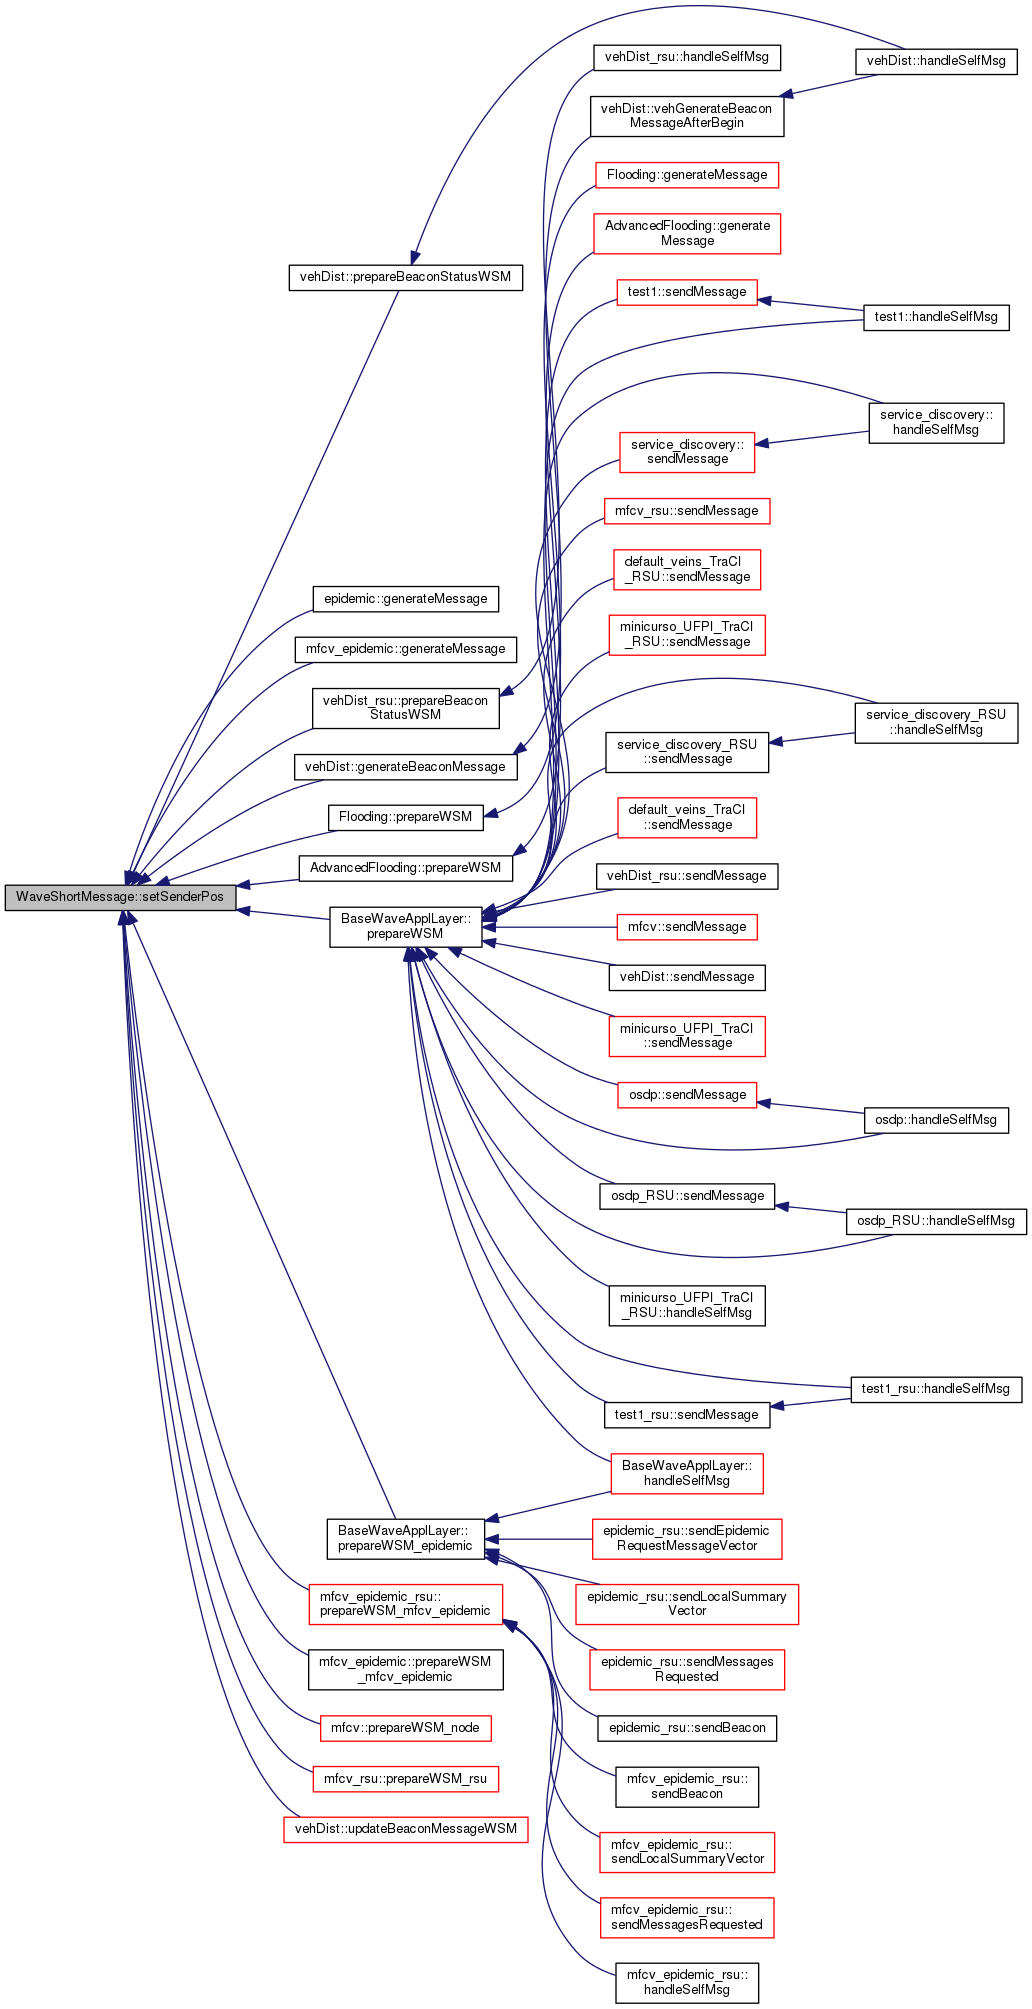 vehDist_rsu::handleSelfMsg
vehDist::handleSelfMsg
vehDist::vehGenerateBeacon
MessageAfterBegin
Flooding::generateMessage
AdvancedFlooding::generate
Message
vehDist::prepareBeaconStatusWSM
test1::sendMessage
test1::handleSelfMsg
service_discovery::
handleSelfMsg
service_discovery::
sendMessage
mfcv_rsu::sendMessage
default_veins_TraCI
_RSU::sendMessage
epidemic::generateMessage
minicurso_UFPI_TraCI
_RSU::sendMessage
mfcv_epidemic::generateMessage
vehDist_rsu::prepareBeacon
StatusWSM
service_discovery_RSU
::handleSelfMsg
service_discovery_RSU
::sendMessage
vehDist::generateBeaconMessage
Flooding::prepareWSM
default_veins_TraCI
::sendMessage
AdvancedFlooding::prepareWSM
vehDist_rsu::sendMessage
WaveShortMessage::setSenderPos
BaseWaveApplLayer::
prepareWSM
mfcv::sendMessage
vehDist::sendMessage
minicurso_UFPI_TraCI
::sendMessage
osdp::sendMessage
osdp::handleSelfMsg
osdp_RSU::sendMessage
osdp_RSU::handleSelfMsg
minicurso_UFPI_TraCI
_RSU::handleSelfMsg
test1_rsu::handleSelfMsg
test1_rsu::sendMessage
BaseWaveApplLayer::
handleSelfMsg
BaseWaveApplLayer::
prepareWSM_epidemic
epidemic_rsu::sendEpidemic
RequestMessageVector
mfcv_epidemic_rsu::
prepareWSM_mfcv_epidemic
epidemic_rsu::sendLocalSummary
Vector
mfcv_epidemic::prepareWSM
_mfcv_epidemic
epidemic_rsu::sendMessages
Requested
mfcv::prepareWSM_node
epidemic_rsu::sendBeacon
mfcv_rsu::prepareWSM_rsu
mfcv_epidemic_rsu::
sendBeacon
vehDist::updateBeaconMessageWSM
mfcv_epidemic_rsu::
sendLocalSummaryVector
mfcv_epidemic_rsu::
sendMessagesRequested
mfcv_epidemic_rsu::
handleSelfMsg